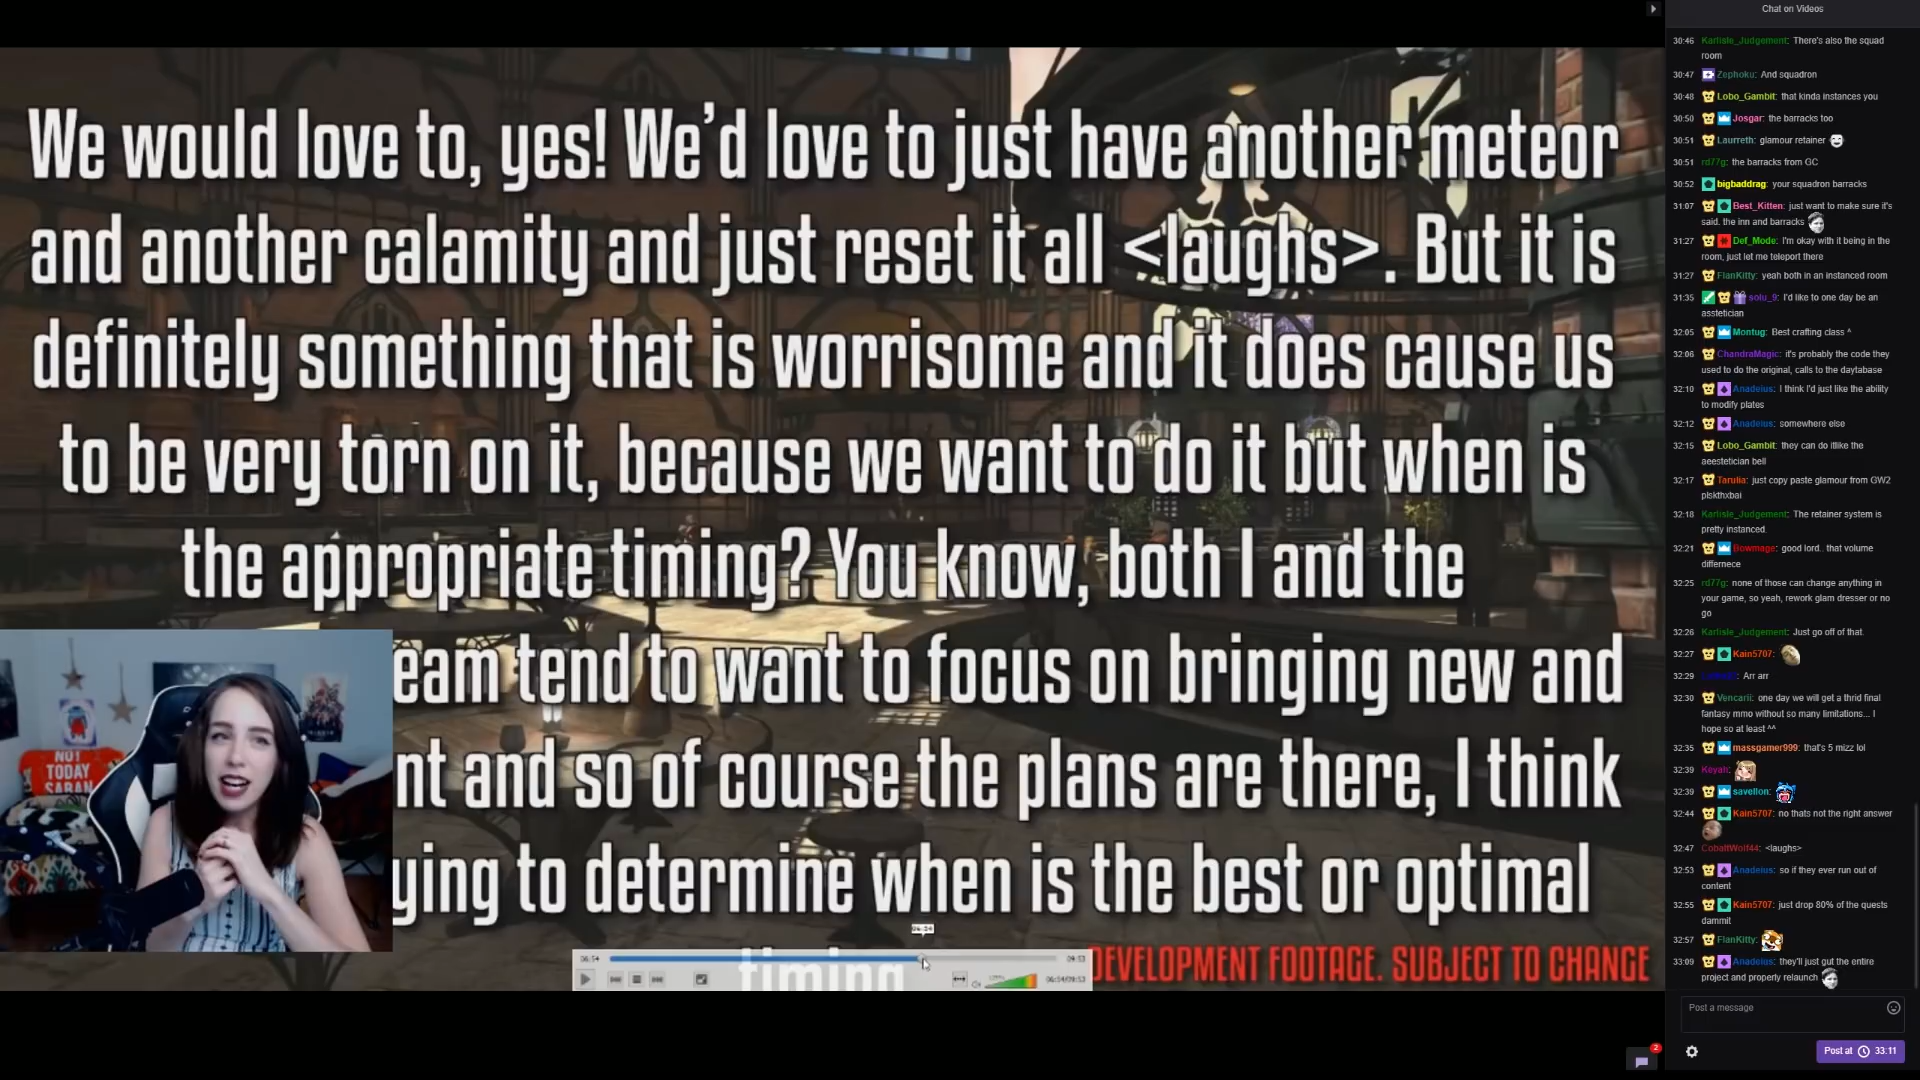 We would love to, yes! We’d love to just have another meteor
and another calamity and just reset it all <laughs>. But it is
definitely something that is worrisome and it does cause us
to be very torn on it, because we want to do it but when is
the appropriate timing? You know, both I and the
eam tend to want to focus on bringing new and
nt and so of course the plans are there, I think
ying to determine when is the best or optimal
timing
DEVELOPMENT FOOTAGE. SUBJECT TO CHANGE
NOT
TODAY
SATAN
06:54
09:53
06:54/09:53
Chat on Videos
30:46 Karlisle_Judgement: There's also the squad
room
30:47 Zephoku: And squadron
30:48 Lobo_Gambit: that kinda instances you
30:50 Josgar: the barracks too
30:51 Laurreth: glamour retainer
30:51 rd77g: the barracks from GC
30:52 bigbaddrag: your squadron barracks
31:07 Best_Kitten: just want to make sure it's
said. the inn and barracks
31:27 Def_Mode: I'm okay with it being in the
room, just let me teleport there
31:27 FlanKitty: yeah both in an instanced room
31:35 solu_9: I'd like to one day be an
asstetician
32:05 Montug: Best crafting class ^
32:06 ChandraMagic: it's probably the code they
used to do the original, calls to the daytabase
32:10 Anadeius: I think I'd just like the ability
to modify plates
32:12 Anadeius: somewhere else
32:15 Lobo_Gambit: they can do itlike the
aeestetician bell
32:17 Tarulia: just copy paste glamour from GW2
plskthxbai
32:18 Karlisle_Judgement: The retainer system is
pretty instanced.
32:21 Bowmage: good lord.. that volume
differnece
32:25 rd77g: none of those can change anything in
your game, so yeah, rework glam dresser or no
go
32:26 Karlisle_Judgement: Just go off of that.
32:27 Kain5707:
32:29 : Arr arr
32:30 Vencarii: one day we will get a thrid final
fantasy mmo without so many limitations... I
hope so at least ^^
32:35 massgamer999: that's 5 mizz lol
32:39 Keyah:
32:39 savellon:
32:44 Kain5707: no thats not the right answer
32:47 CobaltWolf44: <laughs>
32:53 Anadeius: so if they ever run out of
content
32:55 Kain5707: just drop 80% of the quests
dammit
32:57 FlanKitty:
33:09 Anadeius: they'll just gut the entire
project and properly relaunch
Post a message
Post at 33:11
2